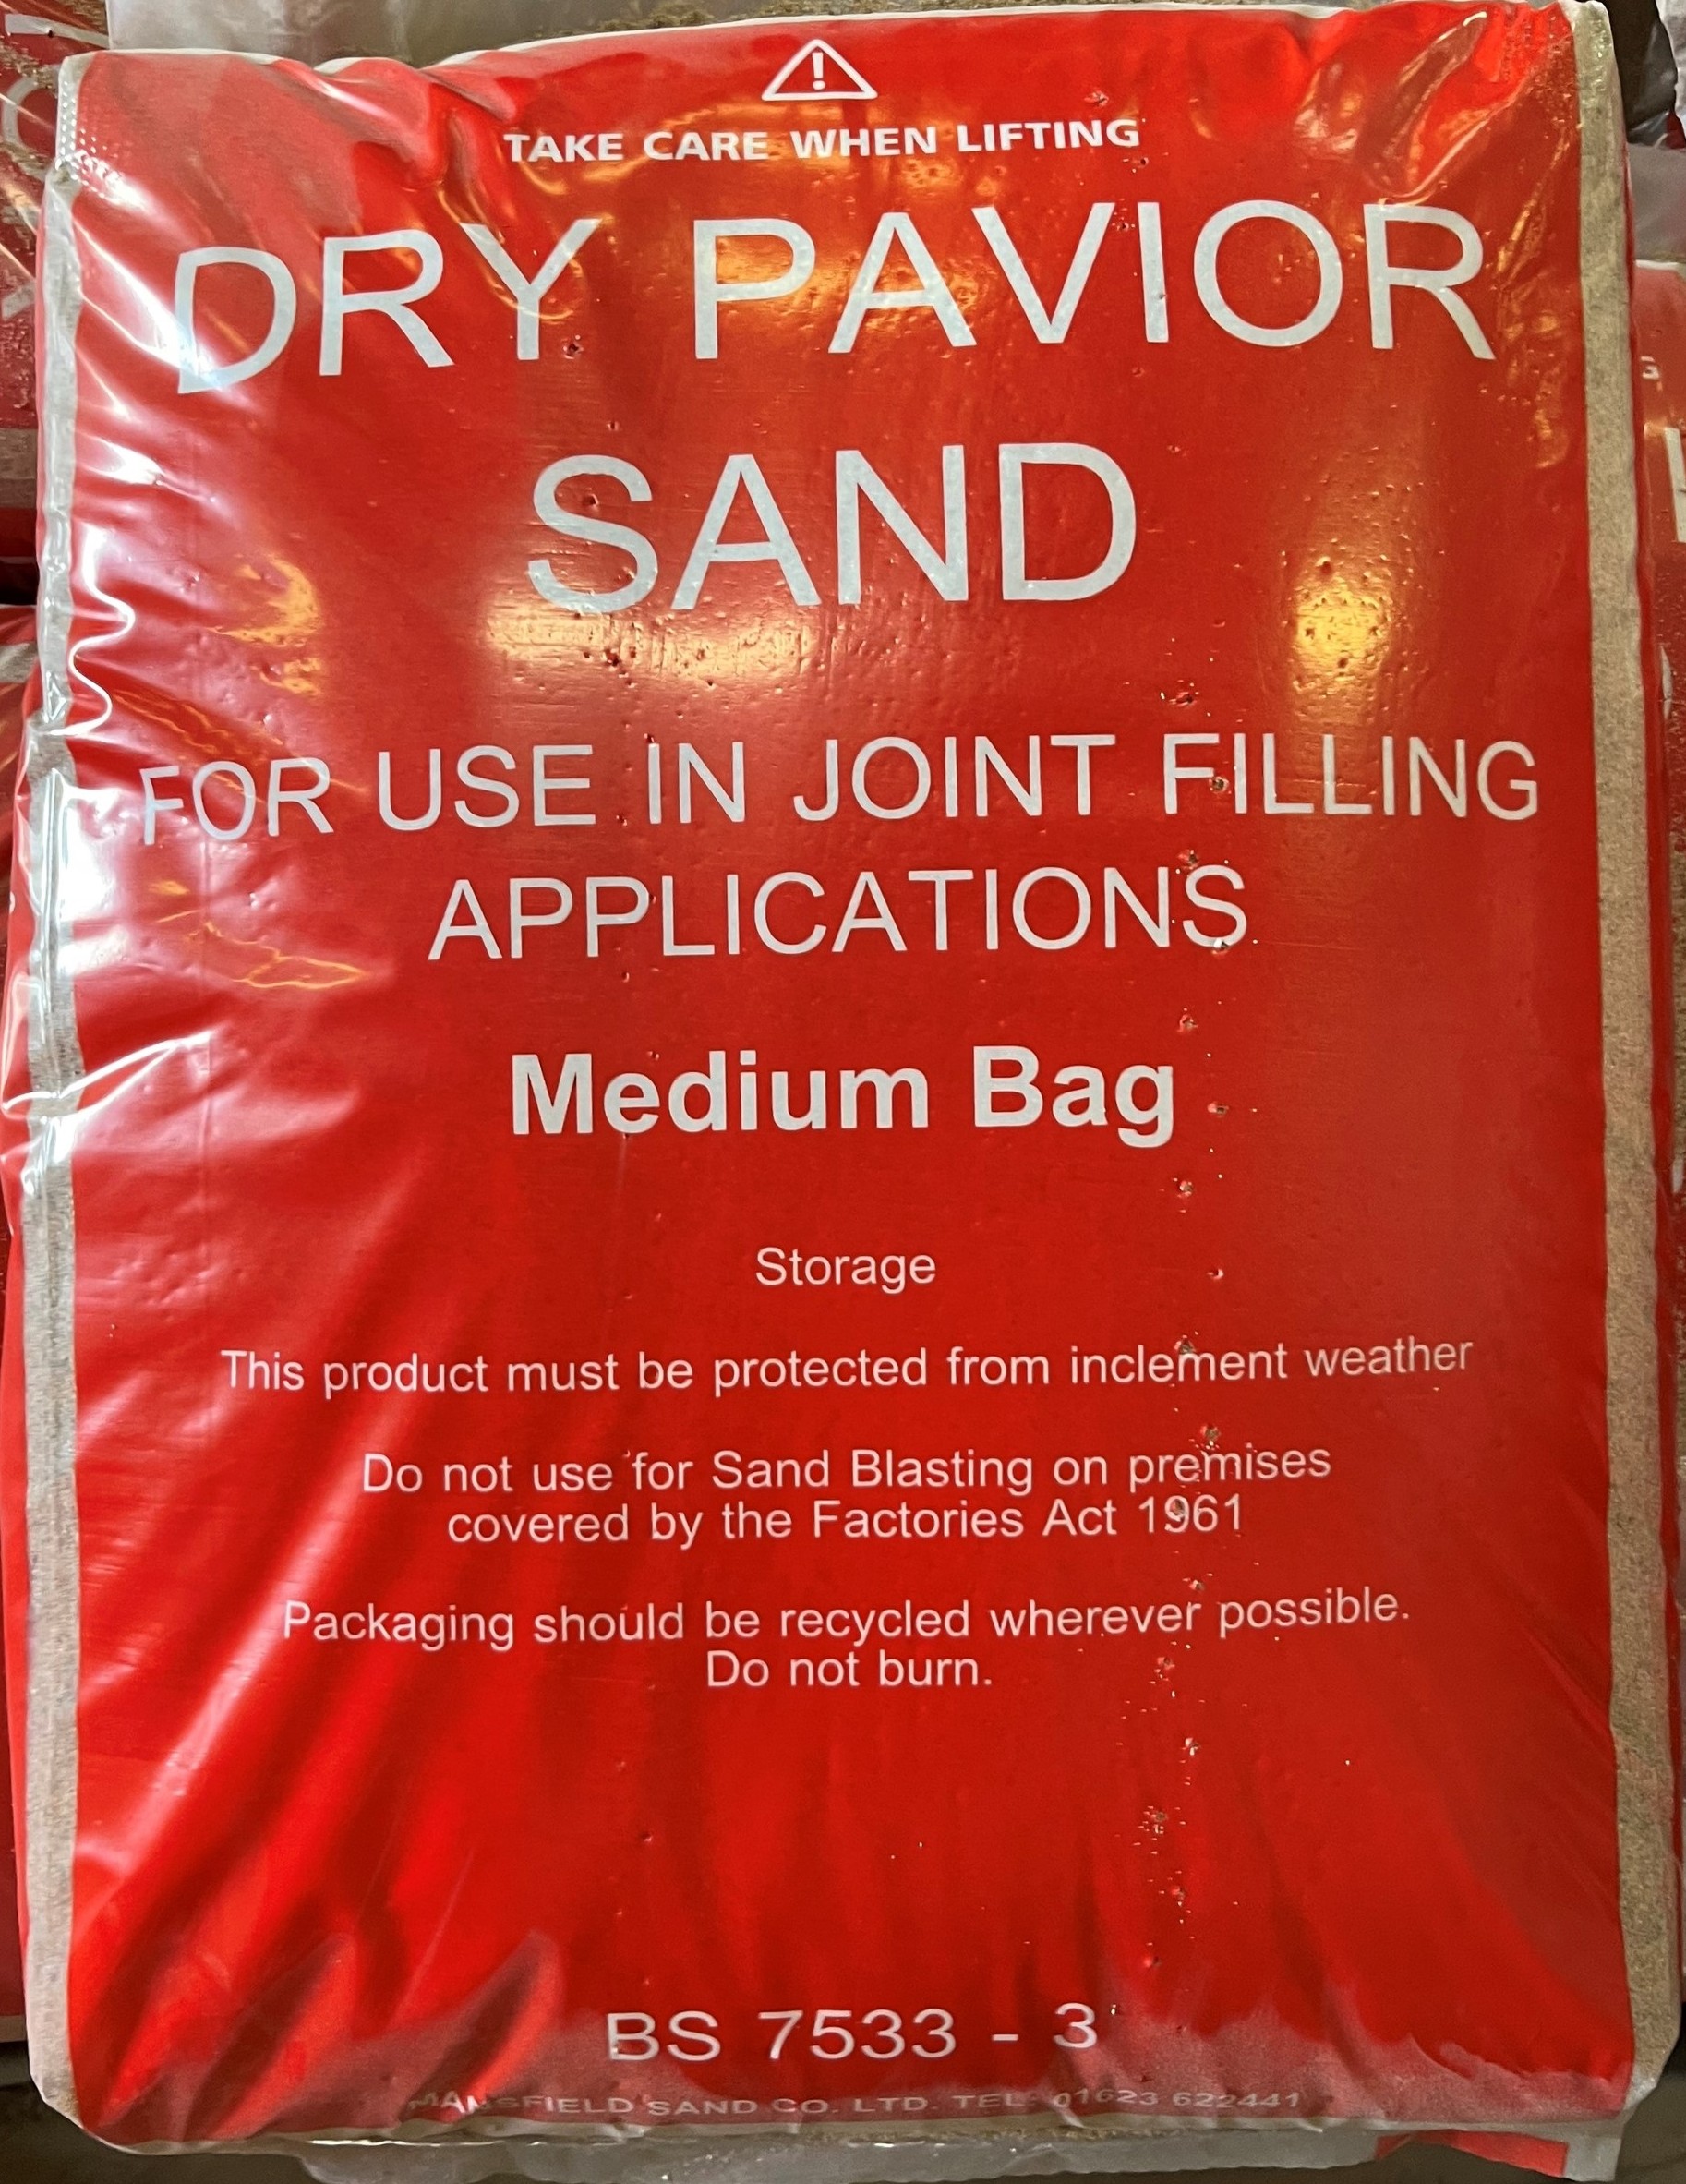 TAKE CARE WHEN LIFTING
DRY PAVIOR
SAND
FOR USE IN JOINT FILLING
APPLICATIONS
Medium Bag
Storage
This product must be protected from inclement weather
Do not use for Sand Blasting on premises
covered by the Factories Act 1961
Packaging should be recycled wherever possible.
Do not burn.
BS 7533 - 3
MANSFIELD SAND CO. LTD. TEL: 01623 622441